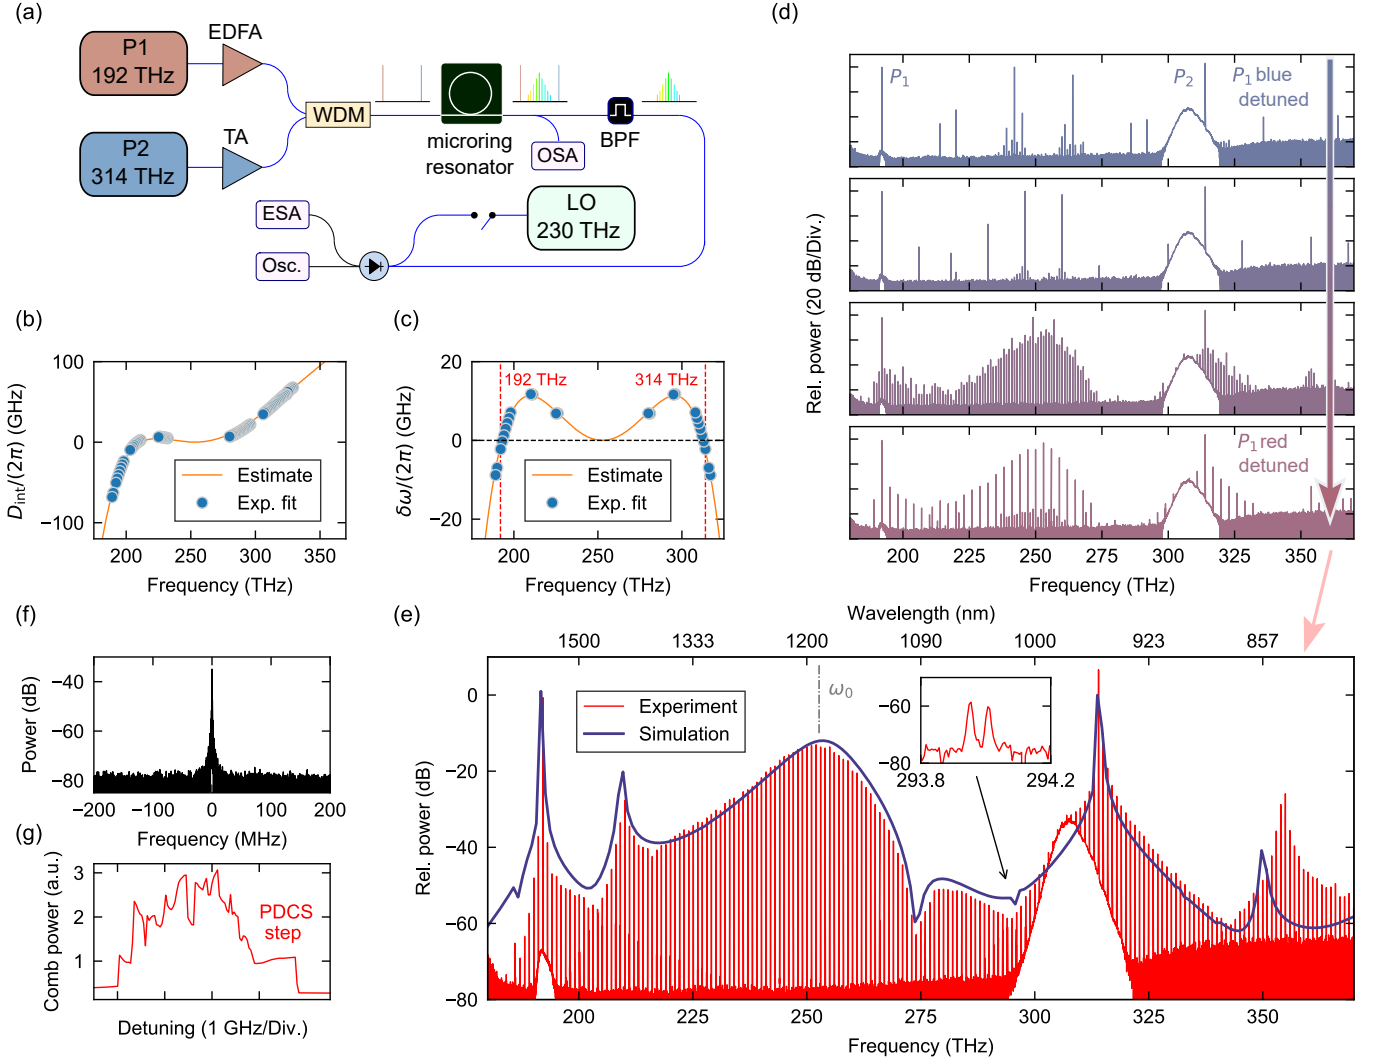 (a)
P1
192 THz
EDFA
P2
314 THz
TA
WDM
microring
resonator
OSA
BPF
ESA
Osc.
LO
230 THz
(b)
100
0
−100
D_int/(2π) (GHz)
Estimate
Exp. fit
200
250
300
350
Frequency (THz)
(c)
20
0
−20
δω/(2π) (GHz)
192 THz
314 THz
Estimate
Exp. fit
200
250
300
Frequency (THz)
(d)
P₁
P₂
P₁ blue
detuned
P₁ red
detuned
Rel. power (20 dB/Div.)
200
225
250
275
300
325
350
Frequency (THz)
(e)
Wavelength (nm)
1500
1333
1200
1090
1000
923
857
0
−20
−40
−60
−80
Rel. power (dB)
Experiment
Simulation
ω₀
−60
−80
293.8
294.2
200
225
250
275
300
325
350
Frequency (THz)
(f)
−40
−60
−80
Power (dB)
−200
−100
0
100
200
Frequency (MHz)
(g)
3
2
1
Comb power (a.u.)
PDCS
step
Detuning (1 GHz/Div.)